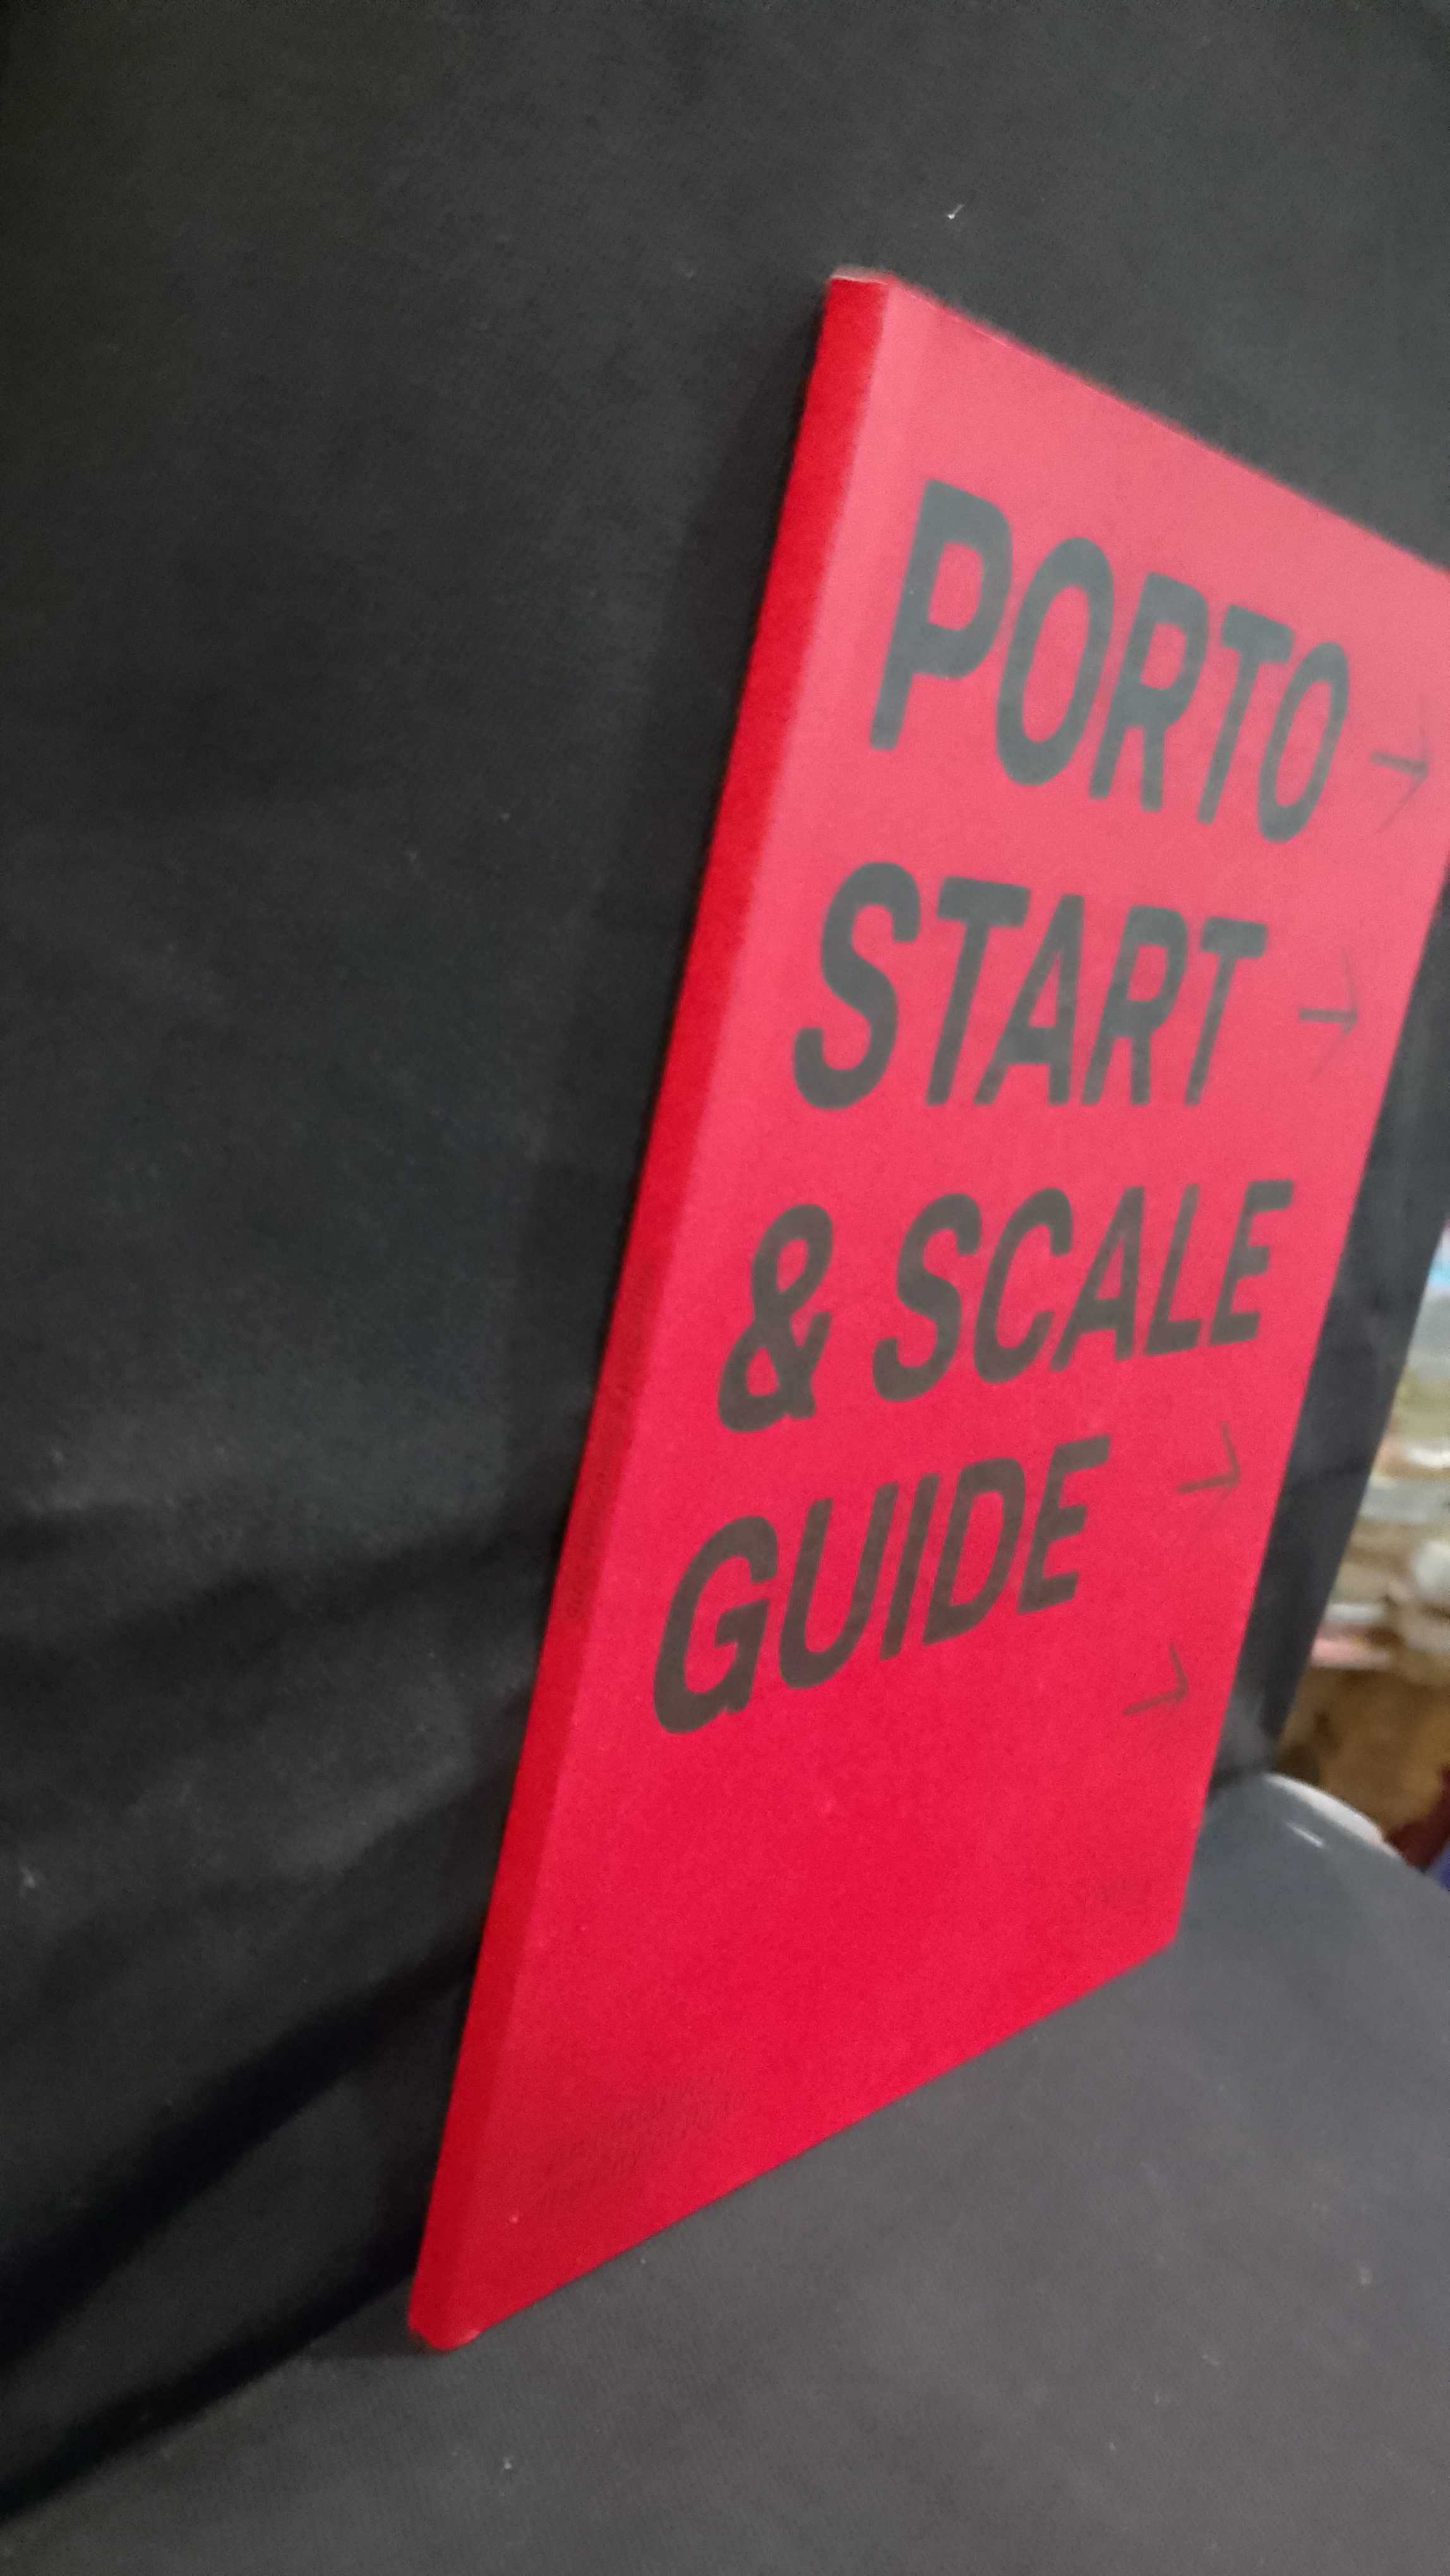 PORTO →
START →
& SCALE
GUIDE